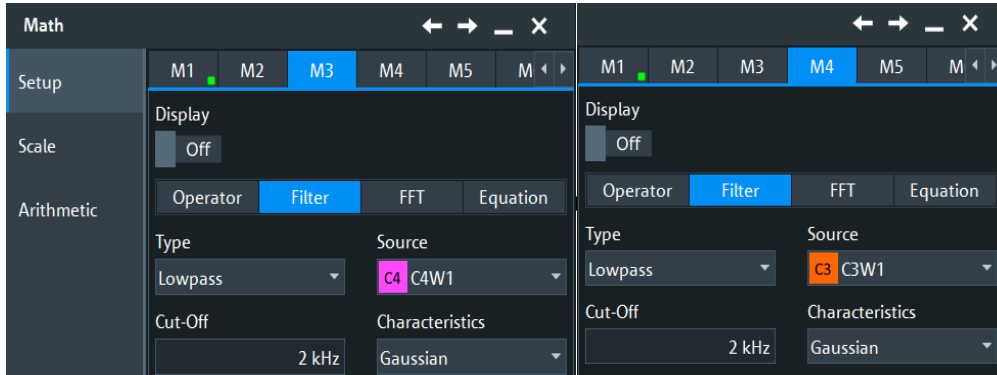 Math
Setup
Scale
Arithmetic
M1 M2 M3 M4 M5 M
Display
Off
Operator Filter FFT Equation
Type Source
Lowpass C4 C4W1
Cut-Off Characteristics
2 kHz Gaussian
M1 M2 M3 M4 M5 M
Display
Off
Operator Filter FFT Equation
Type Source
Lowpass C3 C3W1
Cut-Off Characteristics
2 kHz Gaussian